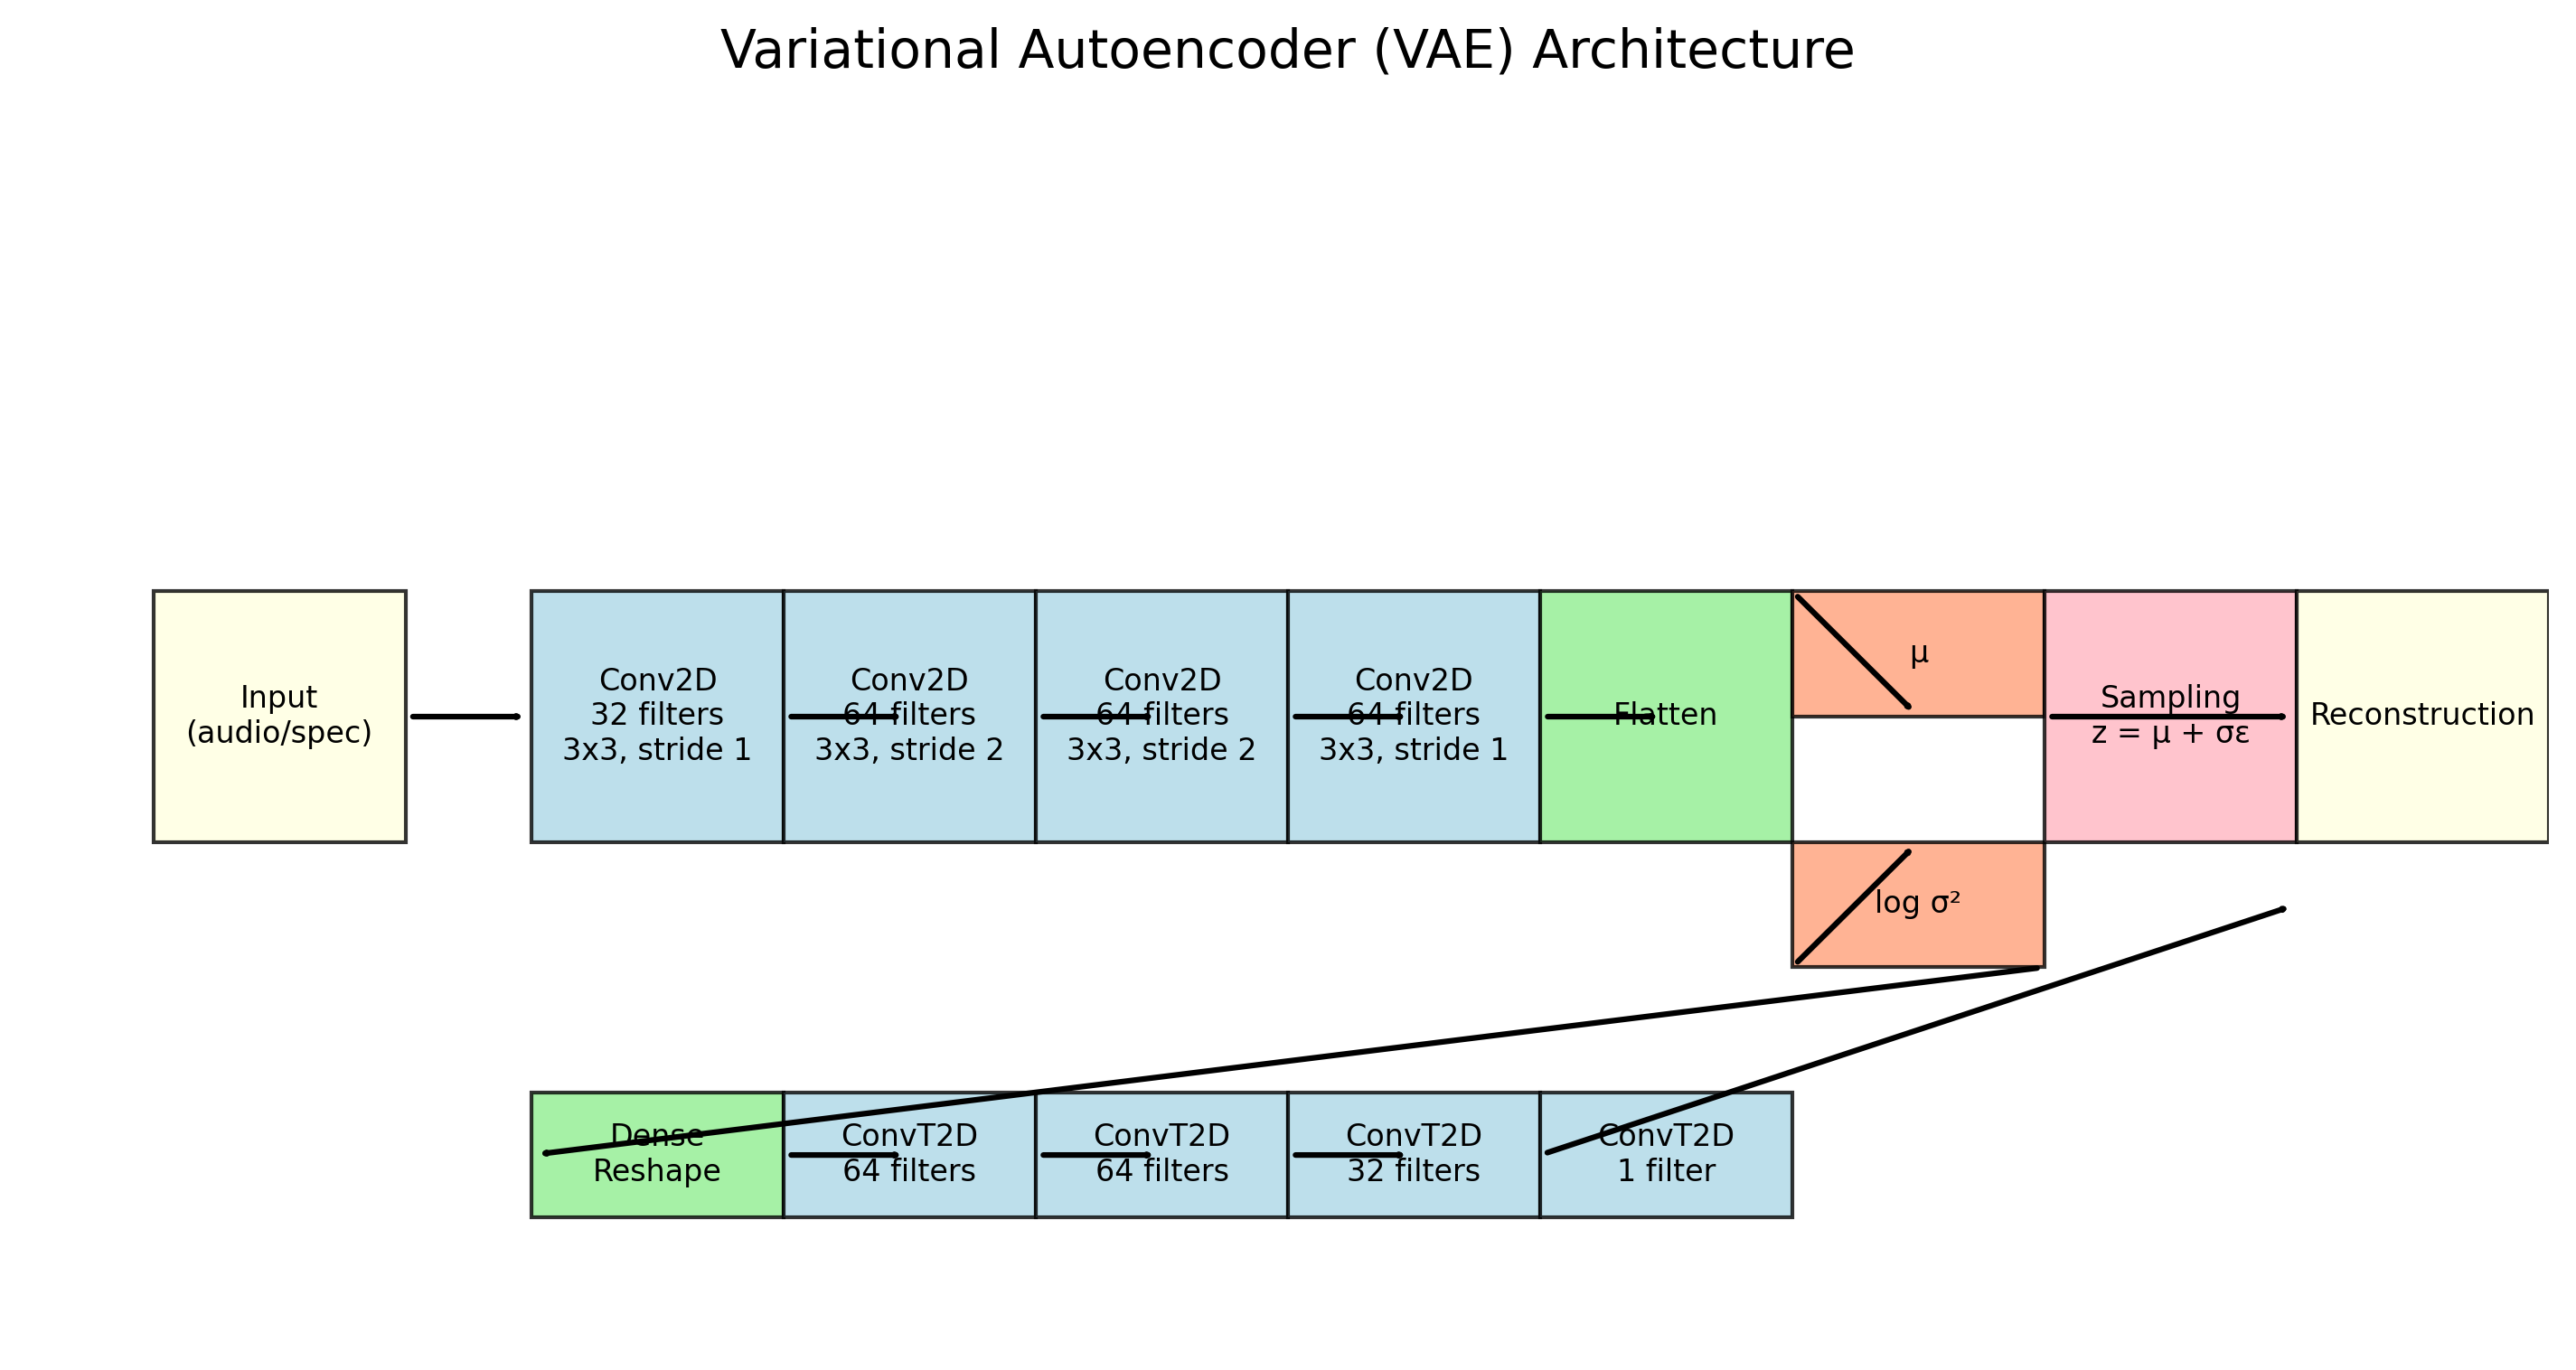 Variational Autoencoder (VAE) Architecture
Input
(audio/spec)
Conv2D
32 filters
3x3, stride 1
Conv2D
64 filters
3x3, stride 2
Conv2D
64 filters
3x3, stride 2
Conv2D
64 filters
3x3, stride 1
Flatten
μ
log σ²
Sampling
z = μ + σε
Reconstruction
Dense
Reshape
ConvT2D
64 filters
ConvT2D
64 filters
ConvT2D
32 filters
ConvT2D
1 filter